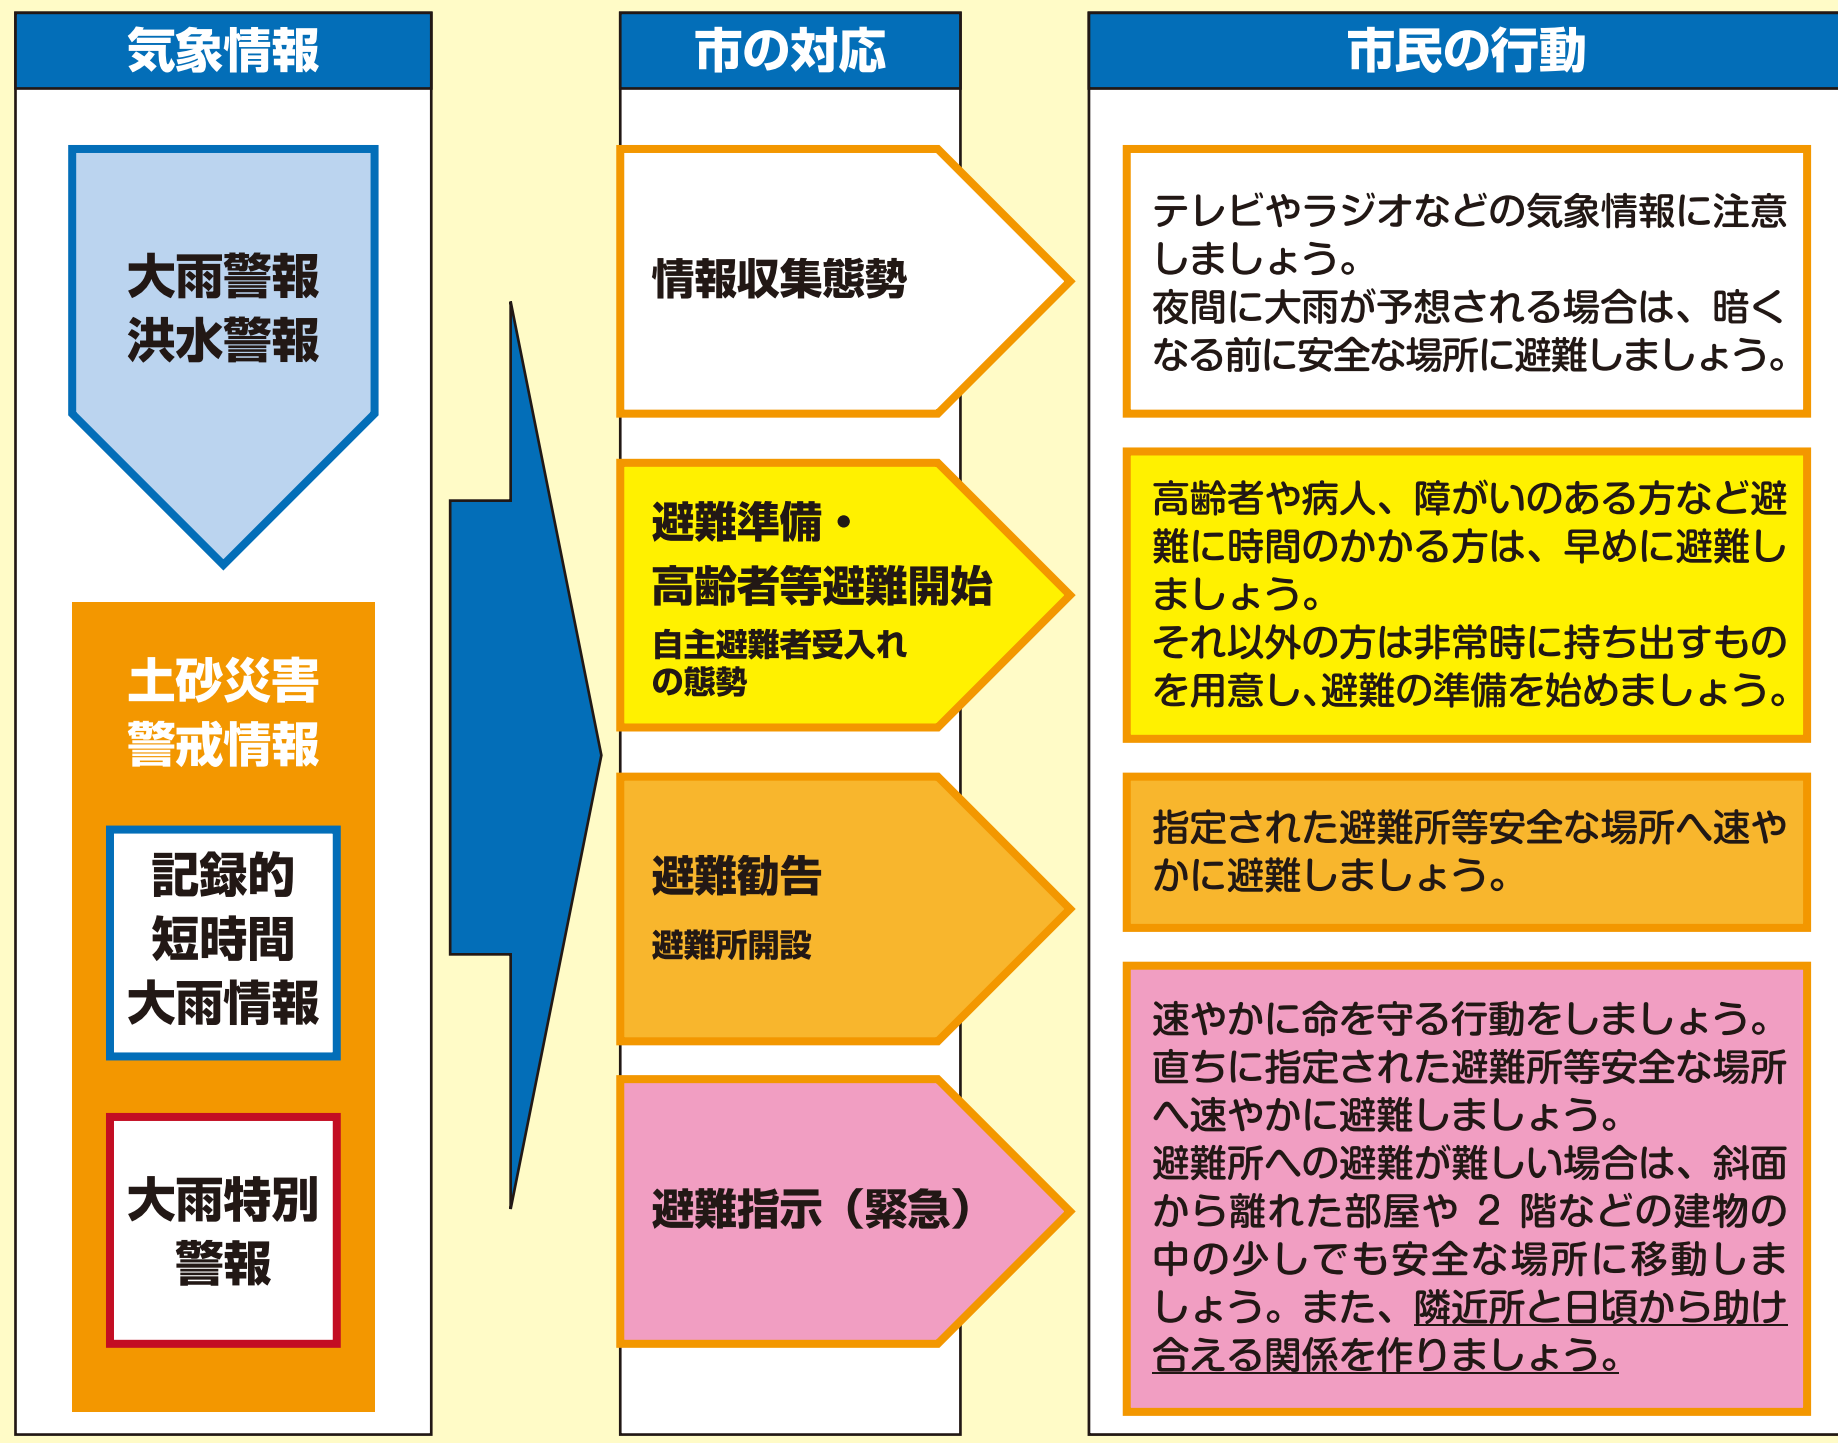 気象情報
大雨警報
洪水警報
土砂災害
警戒情報
記録的
短時間
大雨情報
大雨特別
警報
市の対応
情報収集態勢
避難準備・
高齢者等避難開始
自主避難者受入れ
の態勢
避難勧告
避難所開設
避難指示（緊急）
市民の行動
テレビやラジオなどの気象情報に注意
しましょう。
夜間に大雨が予想される場合は、暗く
なる前に安全な場所に避難しましょう。
高齢者や病人、障がいのある方など避
難に時間のかかる方は、早めに避難し
ましょう。
それ以外の方は非常時に持ち出すもの
を用意し、避難の準備を始めましょう。
指定された避難所等安全な場所へ速や
かに避難しましょう。
速やかに命を守る行動をしましょう。
直ちに指定された避難所等安全な場所
へ速やかに避難しましょう。
避難所への避難が難しい場合は、斜面
から離れた部屋や 2 階などの建物の
中の少しでも安全な場所に移動しま
しょう。また、隣近所と日頃から助け
合える関係を作りましょう。